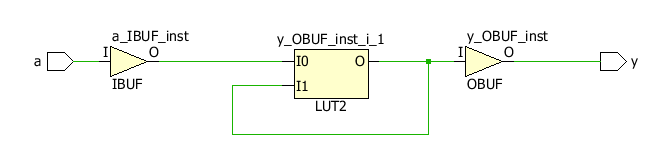 a_IBUF_inst
y_OBUF_inst_i_1
y_OBUF_inst
a
I
O
I0
O
I
O
y
IBUF
I1
OBUF
LUT2